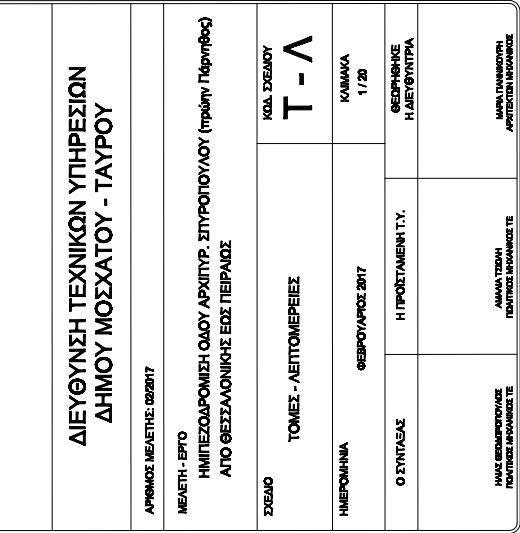 ΔΙΕΥΘΥΝΣΗ ΤΕΧΝΙΚΩΝ ΥΠΗΡΕΣΙΩΝ
ΔΗΜΟΥ ΜΟΣΧΑΤΟΥ - ΤΑΥΡΟΥ
ΑΡΙΘΜΟΣ ΜΕΛΕΤΗΣ: 02/2017
ΜΕΛΕΤΗ - ΕΡΓΟ
ΗΜΙΠΕΖΟΔΡΟΜΙΣΗ ΟΔΟΥ ΑΡΧΙΠΥΡ. ΣΠΥΡΟΠΟΥΛΟΥ (πρώην Πάρνηθος)
ΑΠΟ ΘΕΣΣΑΛΟΝΙΚΗΣ ΕΩΣ ΠΕΙΡΑΙΩΣ
ΣΧΕΔΙΟ
ΤΟΜΕΣ - ΛΕΠΤΟΜΕΡΕΙΕΣ
ΚΩΔ. ΣΧΕΔΙΟΥ
Τ - Λ
ΗΜΕΡΟΜΗΝΙΑ
ΦΕΒΡΟΥΑΡΙΟΣ 2017
ΚΛΙΜΑΚΑ
1 / 20
Ο ΣΥΝΤΑΞΑΣ
Η ΠΡΟΪΣΤΑΜΕΝΗ Τ.Υ.
ΘΕΩΡΗΘΗΚΕ
Η ΔΙΕΥΘΥΝΤΡΙΑ
ΗΛΙΑΣ ΘΕΟΔΩΡΟΠΟΥΛΟΣ
ΠΟΛΙΤΙΚΟΣ ΜΗΧΑΝΙΚΟΣ ΤΕ
ΑΜΑΛΙΑ ΤΖΙΩΛΗ
ΠΟΛΙΤΙΚΟΣ ΜΗΧΑΝΙΚΟΣ ΤΕ
ΜΑΡΙΑ ΓΙΑΝΝΙΚΟΥΡΗ
ΑΡΧΙΤΕΚΤΩΝ ΜΗΧΑΝΙΚΟΣ